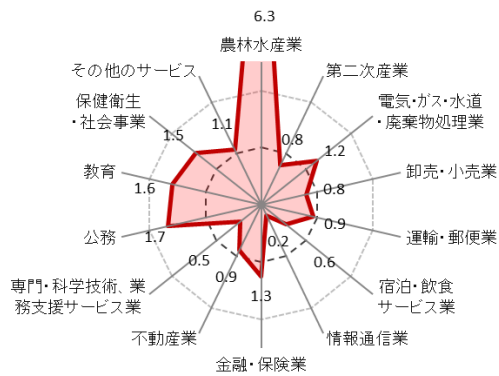 6.3
農林水産業
その他のサービス
第二次産業
保健衛生
・社会事業
電気・ガス・水道
・廃棄物処理業
1.1
0.8
1.5
1.2
教育
1.6
0.8
卸売・小売業
公務
1.7
0.9
運輸・郵便業
0.5
0.9
0.2
0.6
専門・科学技術、業
務支援サービス業
1.3
宿泊・飲食
サービス業
不動産業
情報通信業
金融・保険業